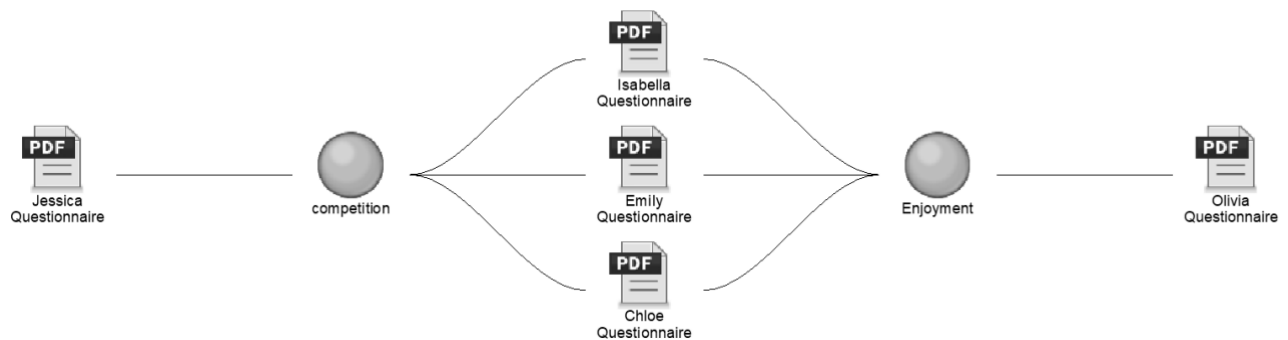 PDF
Jessica
Questionnaire
competition
PDF
Isabella
Questionnaire
PDF
Emily
Questionnaire
PDF
Chloe
Questionnaire
Enjoyment
PDF
Olivia
Questionnaire